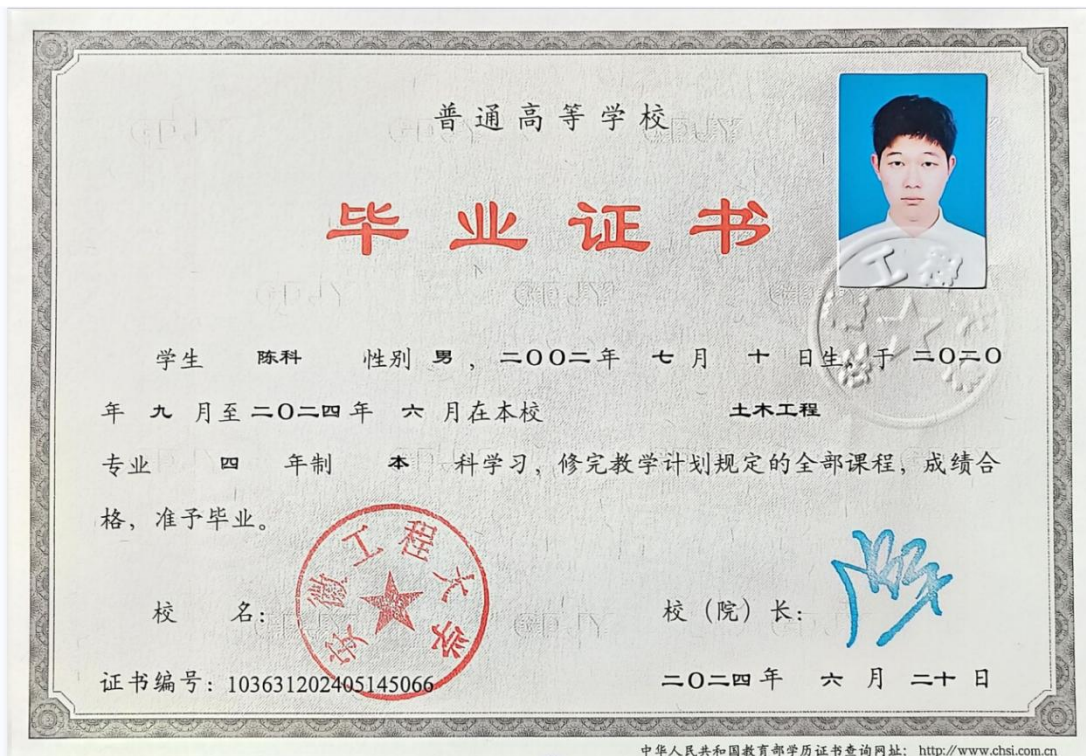 普通高等学校
毕业证书
学生 陈科 性别 男，二〇〇二年 七月 十日生，于二〇二〇
年 九 月至二〇二四年 六 月在本校 土木工程
专业 四 年制 本 科学习，修完教学计划规定的全部课程，成绩合
格，准予毕业。
安徽工程大学
校 名： 校（院）长：
证书编号：103631202405145066 二〇二四年 六 月 二十日
中华人民共和国教育部学历证书查询网址： http://www.chsi.com.cn